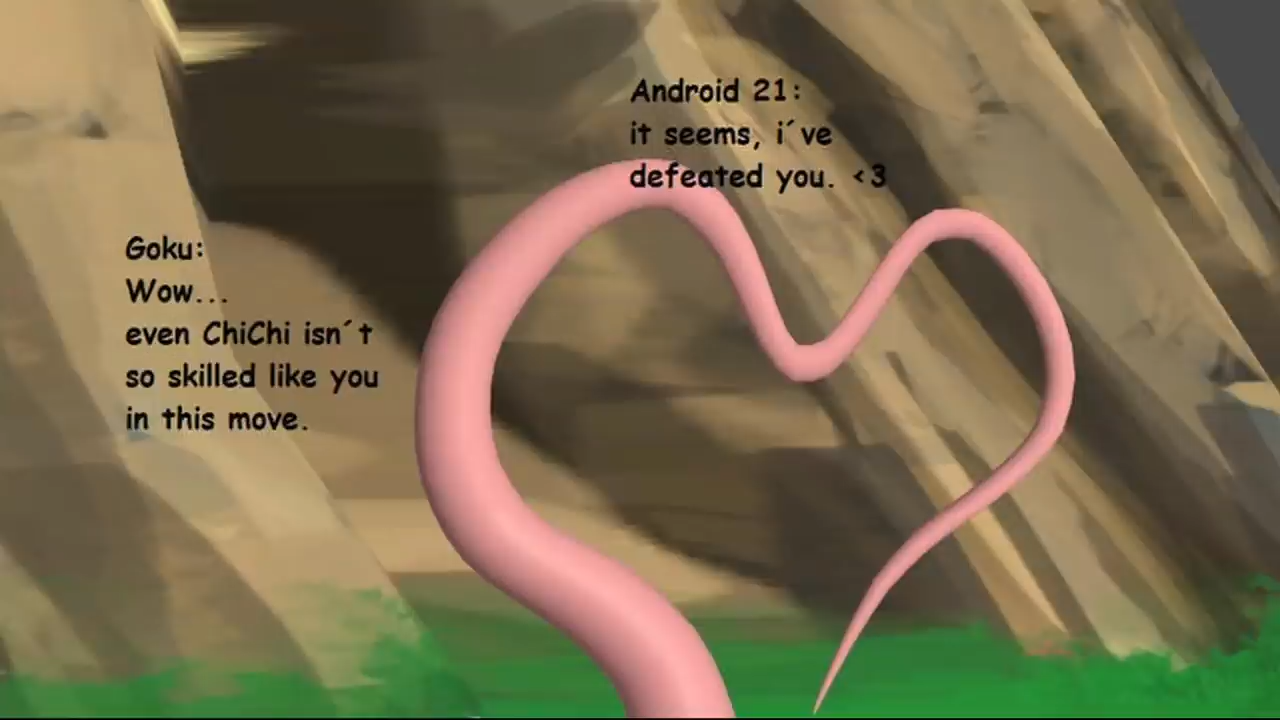 Android 21:
it seems, i´ve
defeated you. <3
Goku:
Wow...
even ChiChi isn´t
so skilled like you
in this move.